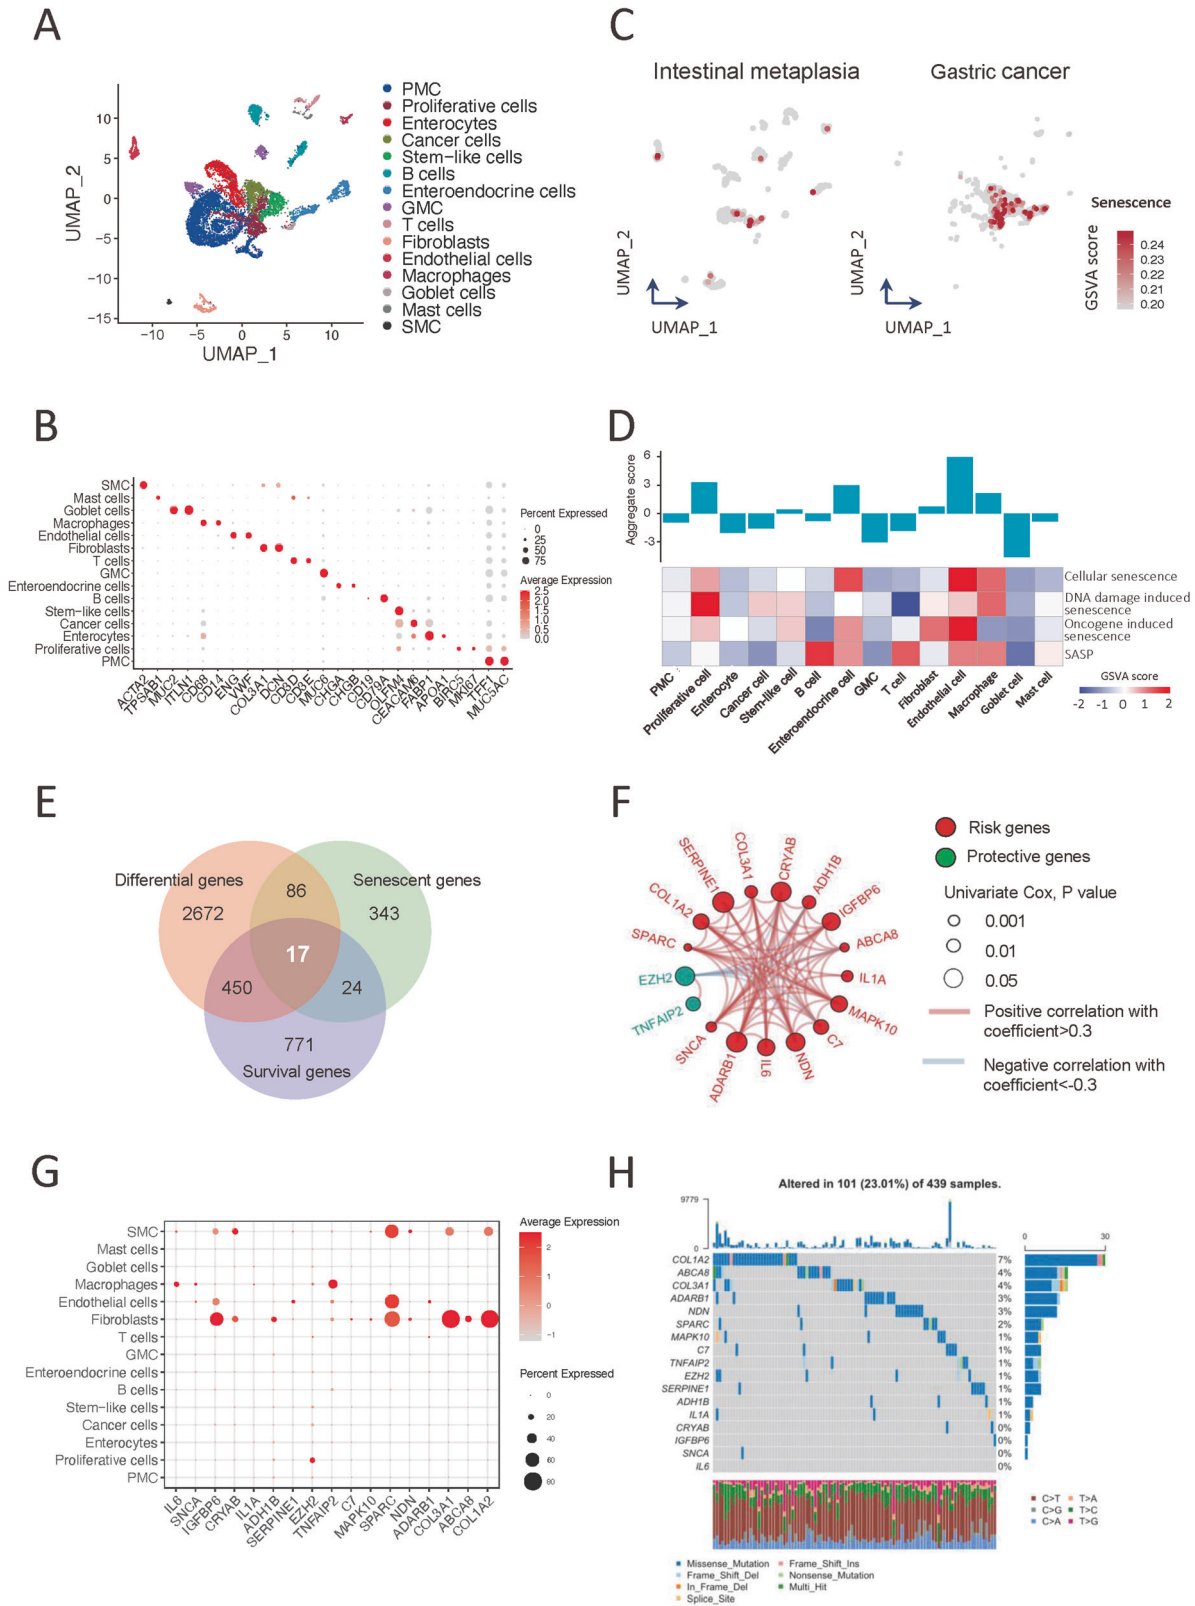 A
10
5
0
−5
−10
−15
−10
−5
0
5
10
UMAP_2
UMAP_1
PMC
Proliferative cells
Enterocytes
Cancer cells
Stem−like cells
B cells
Enteroendocrine cells
GMC
T cells
Fibroblasts
Endothelial cells
Macrophages
Goblet cells
Mast cells
SMC
C
Intestinal metaplasia
Gastric cancer
UMAP_2
UMAP_1
UMAP_2
UMAP_1
Senescence
GSVA score
0.24
0.22
0.21
0.20
B
SMC
Mast cells
Goblet cells
Macrophages
Endothelial cells
Fibroblasts
T cells
GMC
Enteroendocrine cells
B cells
Stem−like cells
Cancer cells
Enterocytes
Proliferative cells
PMC
ACTA2
TPSAB1
MUC2
ITLN1
CD68
CD14
ENG
VWF
COL3A1
DCN
CD3D
CD3E
MUC6
CHGA
CHGB
CD19
CD79A
OLFM4
CEACAM6
FABP1
APOA1
BIRC5
MKI67
TFF1
MUC5AC
Percent Expressed
0
25
50
75
Average Expression
2.5
2.0
1.5
1.0
0.5
0.0
D
Aggregate score
6
3
0
-3
Cellular senescence
DNA damage induced
senescence
Oncogene induced
senescence
SASP
PMC
Proliferative cell
Enterocyte
Cancer cell
Stem-like cell
B cell
Enteroendocrine cell
GMC
T cell
Fibroblast
Endothelial cell
Macrophage
Goblet cell
Mast cell
GSVA score
-2 -1 0 1 2
E
Differential genes
Senescent genes
Survival genes
2672
86
343
17
450
24
771
F
SERPINE1
COL3A1
CRYAB
ADH1B
IGFBP6
ABCA8
IL1A
MAPK10
C7
NDN
IL6
ADARB1
SNCA
TNFAIP2
EZH2
SPARC
COL1A2
Risk genes
Protective genes
Univariate Cox, P value
0.001
0.01
0.05
Positive correlation with
coefficient>0.3
Negative correlation with
coefficient<-0.3
G
SMC
Mast cells
Goblet cells
Macrophages
Endothelial cells
Fibroblasts
T cells
GMC
Enteroendocrine cells
B cells
Stem−like cells
Cancer cells
Enterocytes
Proliferative cells
PMC
IL6
SNCA
IGFBP6
CRYAB
IL1A
ADH1B
SERPINE1
EZH2
TNFAIP2
C7
MAPK10
SPARC
NDN
ADARB1
COL3A1
ABCA8
COL1A2
Average Expression
2
1
0
−1
Percent Expressed
0
20
40
60
80
H
Altered in 101 (23.01%) of 439 samples.
9779
0
0 30
COL1A2 7%
ABCA8 4%
COL3A1 4%
ADARB1 3%
NDN 3%
SPARC 2%
MAPK10 1%
C7 1%
TNFAIP2 1%
EZH2 1%
SERPINE1 1%
ADH1B 1%
IL1A 1%
CRYAB 0%
IGFBP6 0%
SNCA 0%
IL6 0%
C>T T>A
C>G T>C
C>A T>G
Missense_Mutation Frame_Shift_Ins
Frame_Shift_Del Nonsense_Mutation
In_Frame_Del Multi_Hit
Splice_Site